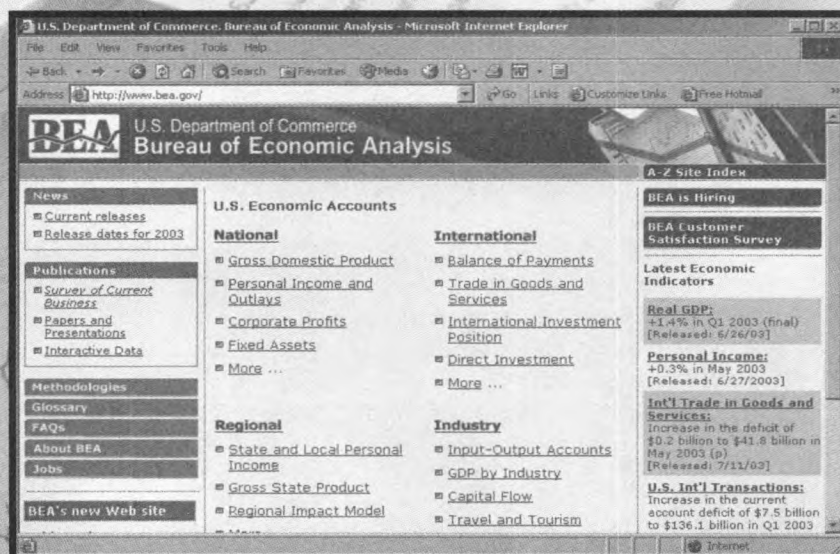 U.S. Department of Commerce. Bureau of Economic Analysis - Microsoft Internet Explorer
File Edit View Favorites Tools Help
Back Search Favorites Media
Address http://www.bea.gov/ Go Links Customize Links Free Hotmail
BEA U.S. Department of Commerce
Bureau of Economic Analysis
A-Z Site Index
News
Current releases
Release dates for 2003
Publications
Survey of Current
Business
Papers and
Presentations
Interactive Data
Methodologies
Glossary
FAQs
About BEA
Jobs
BEA's new Web site
U.S. Economic Accounts
National
Gross Domestic Product
Personal Income and
Outlays
Corporate Profits
Fixed Assets
More ...
International
Balance of Payments
Trade in Goods and
Services
International Investment
Position
Direct Investment
More ...
Regional
State and Local Personal
Income
Gross State Product
Regional Impact Model
Industry
Input-Output Accounts
GDP by Industry
Capital Flow
Travel and Tourism
BEA is Hiring
BEA Customer
Satisfaction Survey
Latest Economic
Indicators
Real GDP:
+1.4% in Q1 2003 (final)
[Released: 6/26/03]
Personal Income:
+0.3% in May 2003
[Released: 6/27/2003]
Int'l Trade in Goods and
Services:
Increase in the deficit of
$0.2 billion to $41.8 billion in
May 2003 (p)
[Released: 7/11/03]
U.S. Int'l Transactions:
Increase in the current
account deficit of $7.5 billion
to $136.1 billion in Q1 2003
Internet